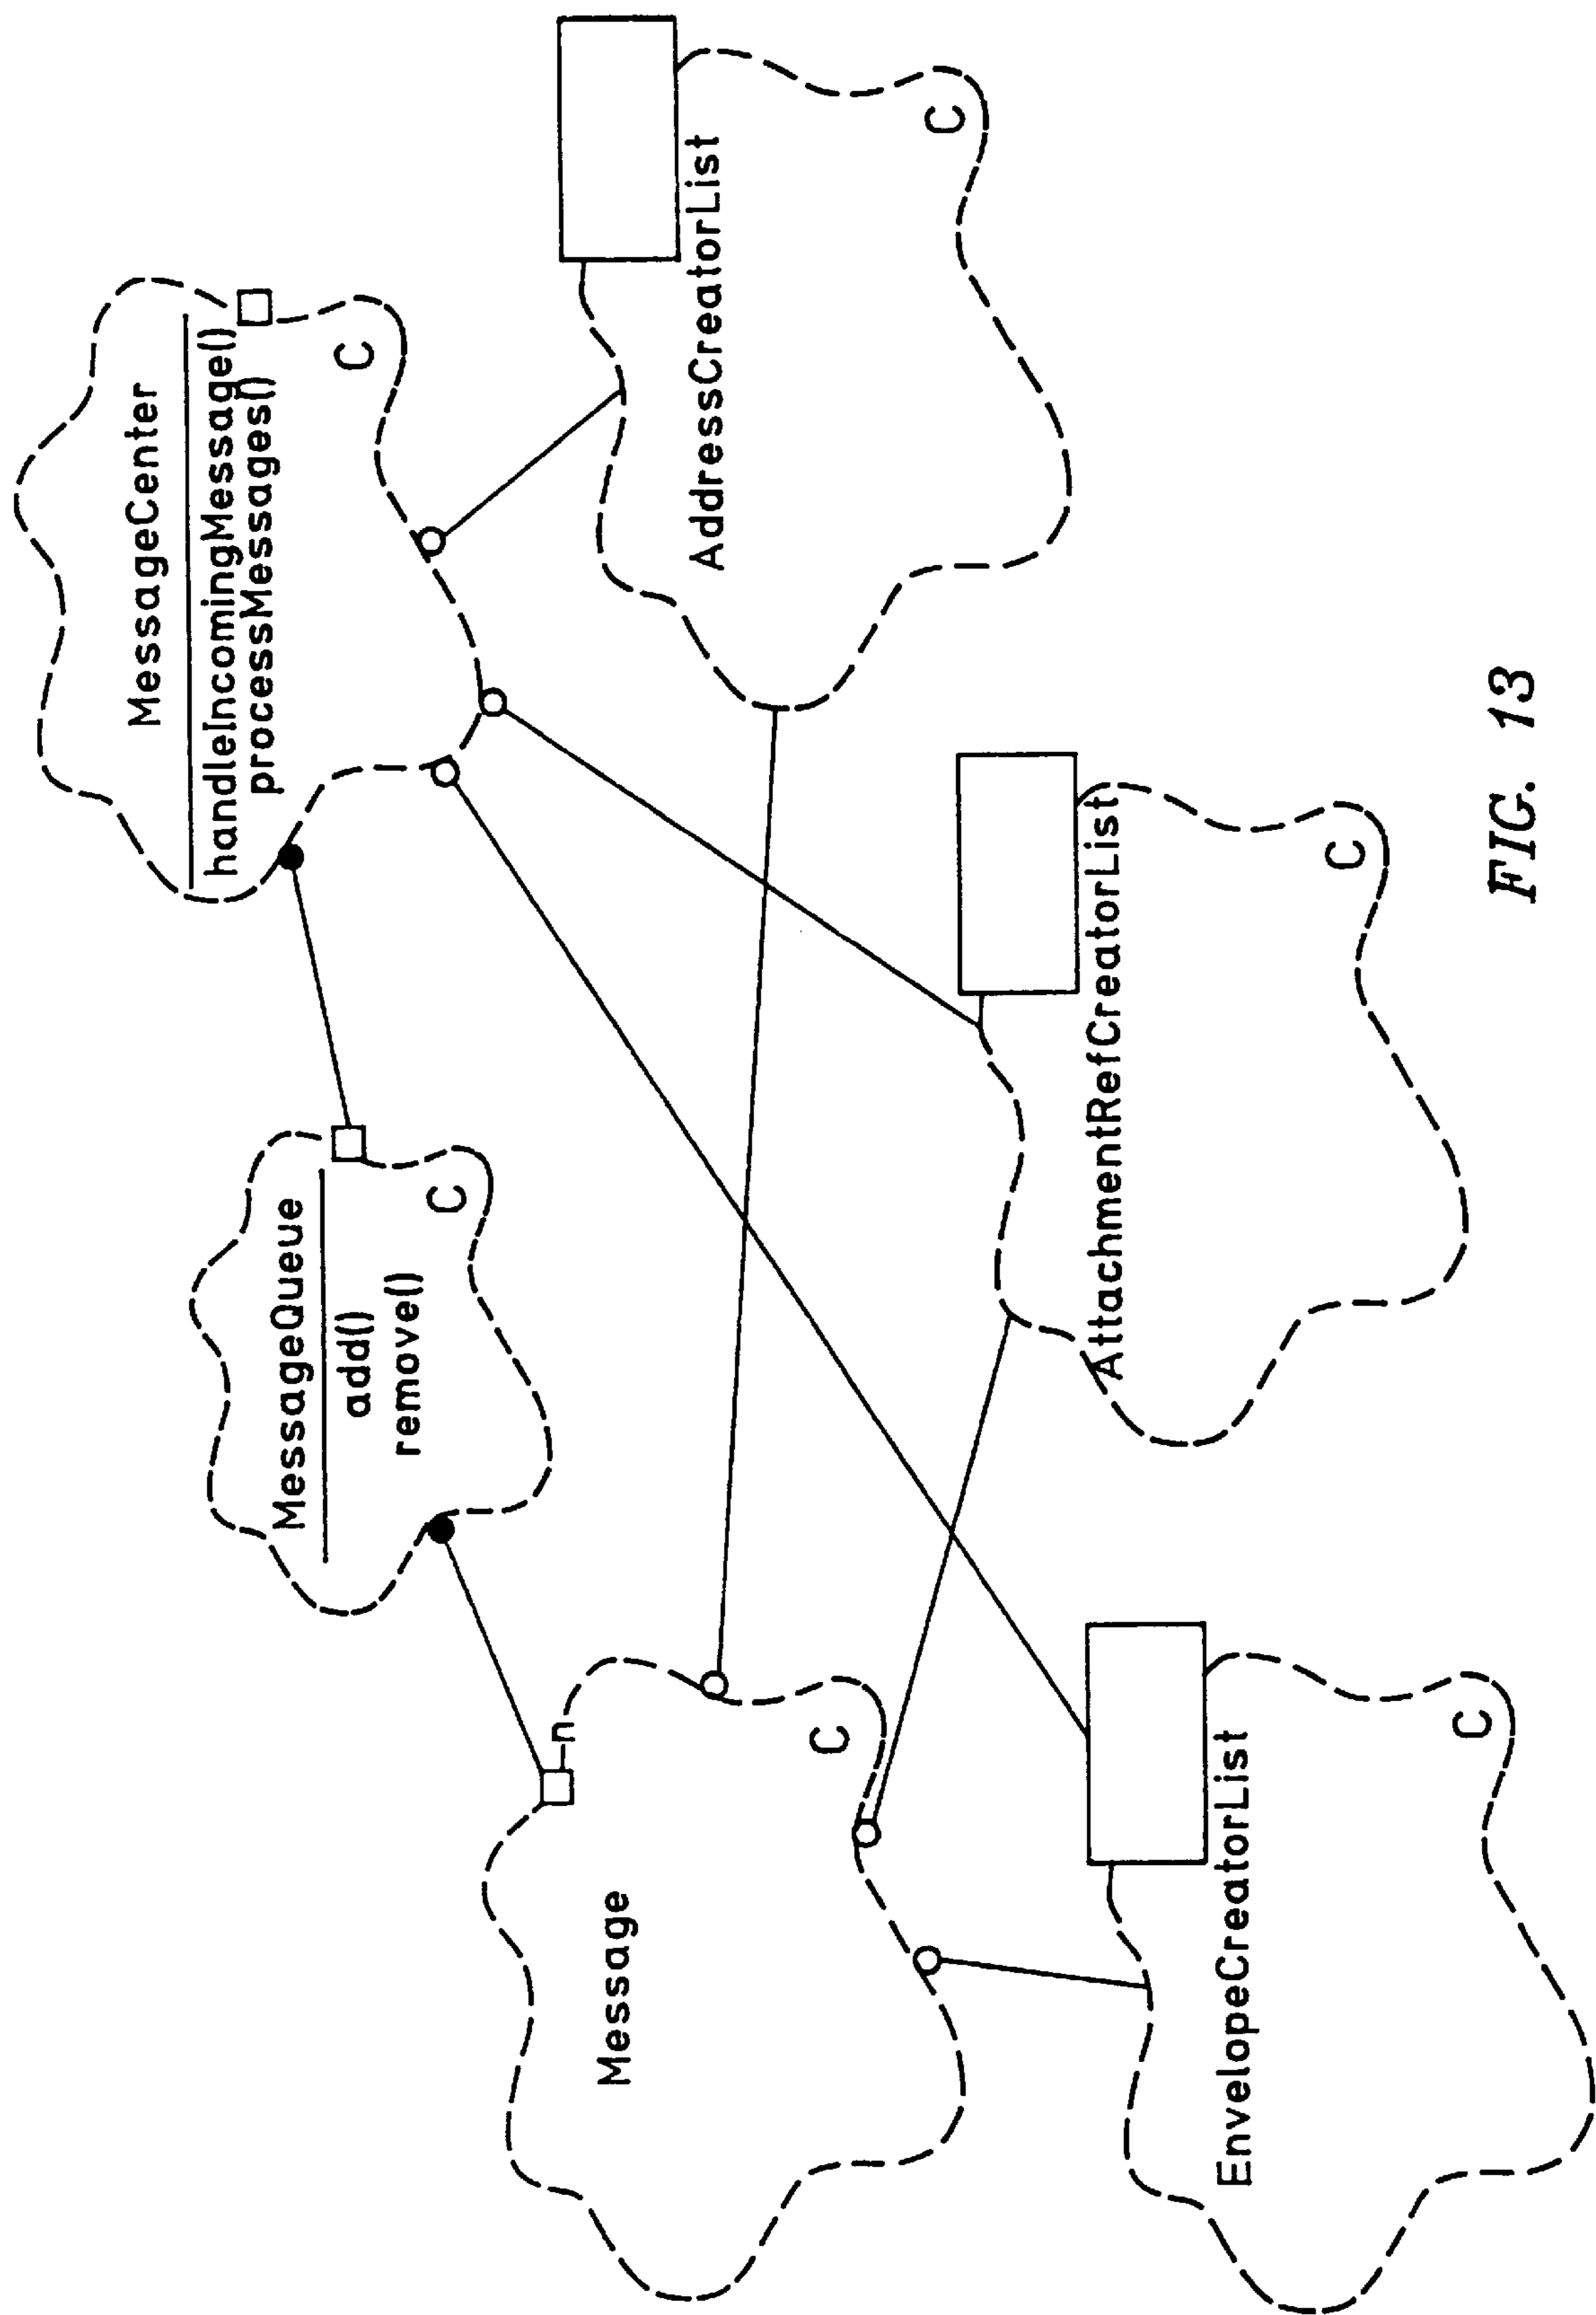 MessageCenter
handleIncomingMessage()
processMessages()
C
MessageQueue
add()
remove()
C
n
Message
C
AddressCreatorList
C
AttachmentRefCreatorList
C
EnvelopeCreatorList
C
FIG. 13